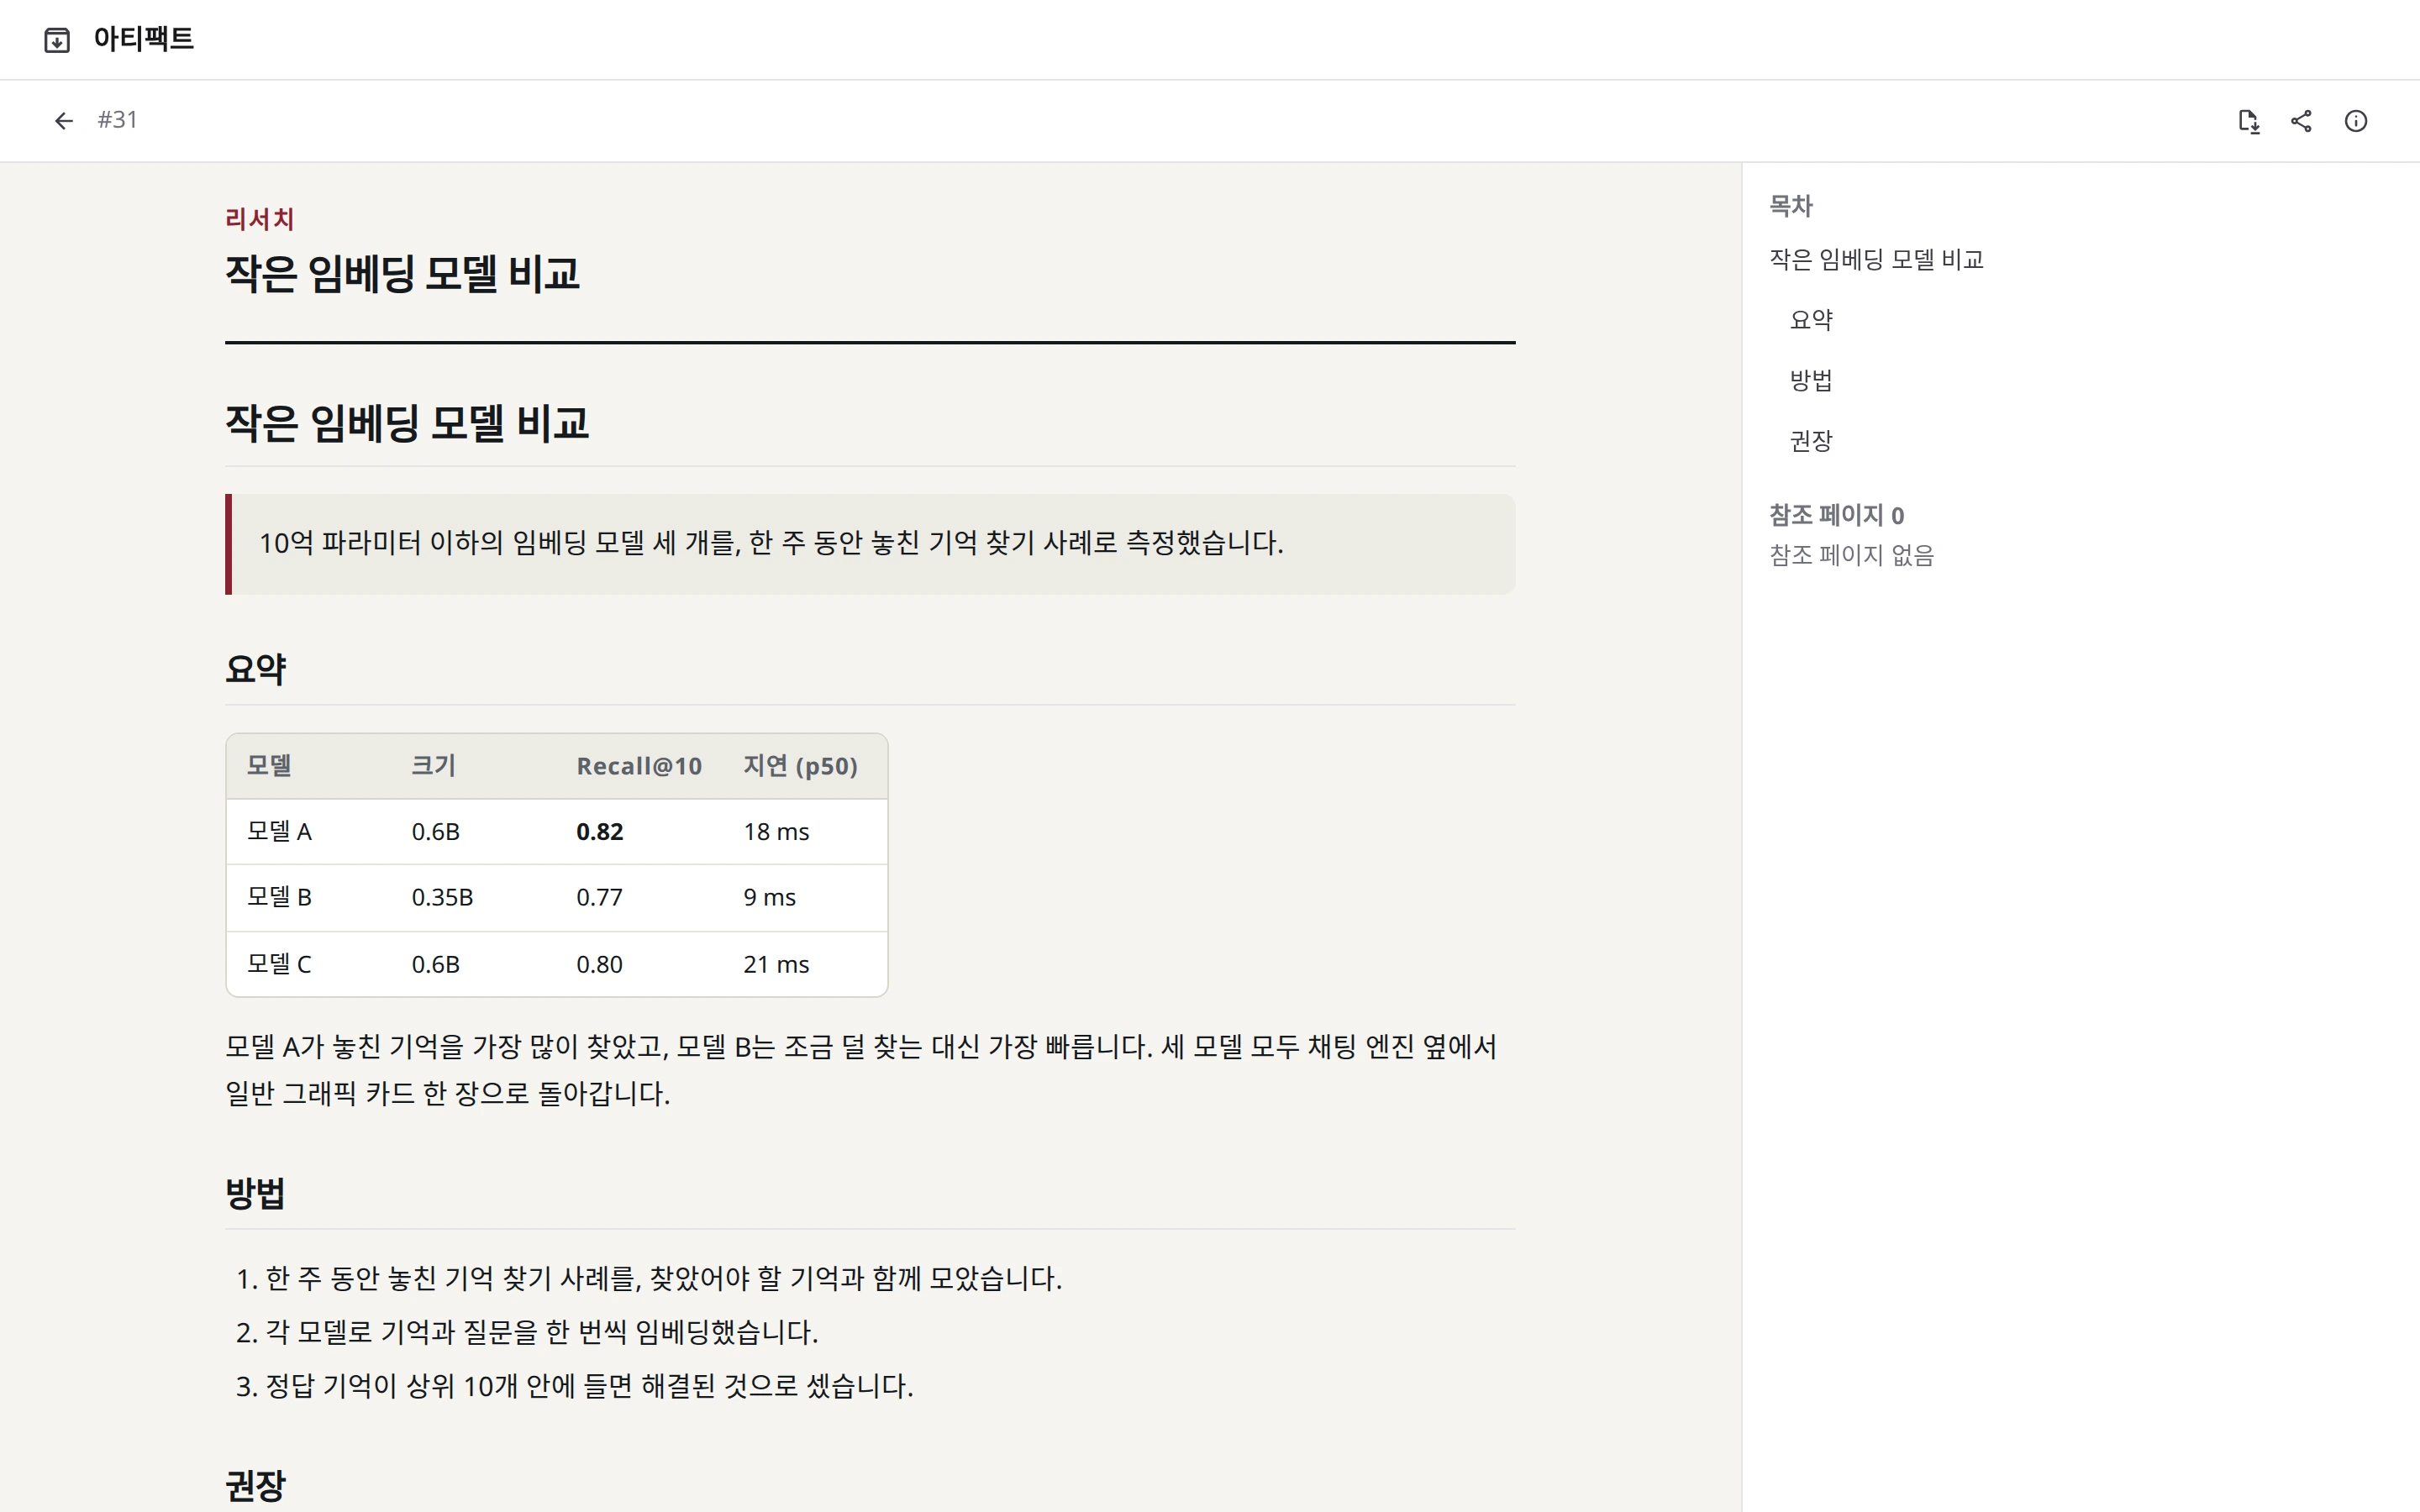 아티팩트
#31
리서치
작은 임베딩 모델 비교
작은 임베딩 모델 비교
10억 파라미터 이하의 임베딩 모델 세 개를, 한 주 동안 놓친 기억 찾기 사례로 측정했습니다.
요약
모델 크기 Recall@10 지연 (p50)
모델 A 0.6B 0.82 18 ms
모델 B 0.35B 0.77 9 ms
모델 C 0.6B 0.80 21 ms
모델 A가 놓친 기억을 가장 많이 찾았고, 모델 B는 조금 덜 찾는 대신 가장 빠릅니다. 세 모델 모두 채팅 엔진 옆에서
일반 그래픽 카드 한 장으로 돌아갑니다.
방법
1. 한 주 동안 놓친 기억 찾기 사례를, 찾았어야 할 기억과 함께 모았습니다.
2. 각 모델로 기억과 질문을 한 번씩 임베딩했습니다.
3. 정답 기억이 상위 10개 안에 들면 해결된 것으로 셌습니다.
권장
목차
작은 임베딩 모델 비교
요약
방법
권장
참조 페이지 0
참조 페이지 없음